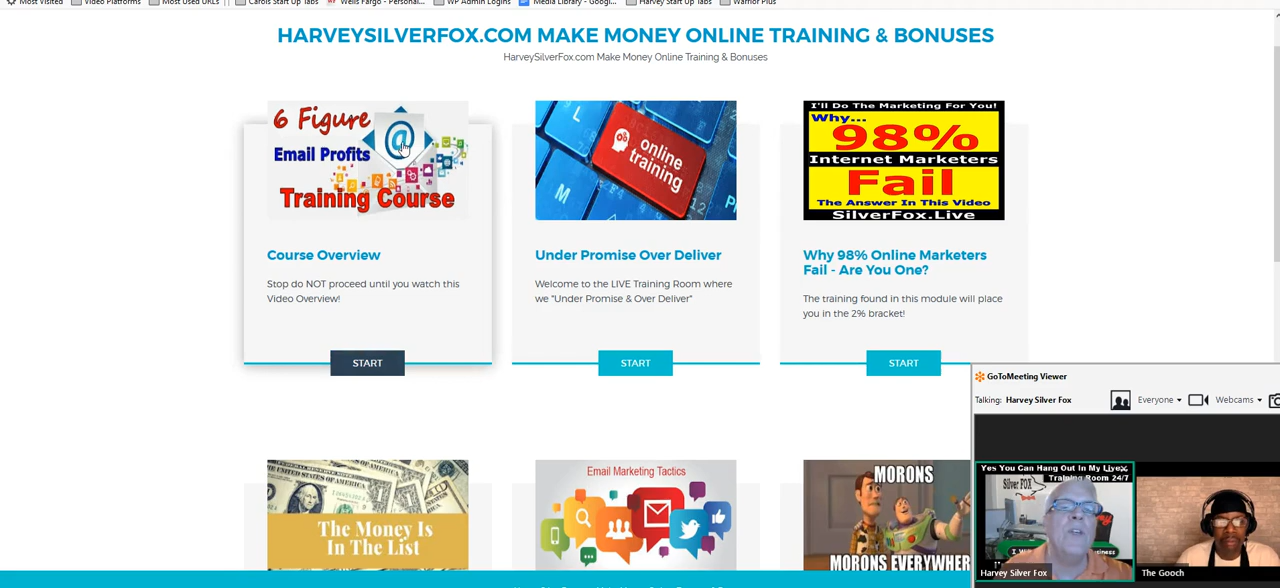 Most Visited Video Platforms Most Used URLs Carols Start Up Tabs Wells Fargo - Personal... WP Admin Logins Media Library - Googl... Harvey Start Up Tabs Warrior Plus
HARVEYSILVERFOX.COM MAKE MONEY ONLINE TRAINING & BONUSES
HarveySilverFox.com Make Money Online Training & Bonuses
6 Figure
Email Profits
@
Training Course
L
M
online
training
I'll Do The Marketing For You!
Why...
98%
Internet Marketers
Fail
The Answer In This Video
SilverFox.Live
Course Overview
Stop do NOT proceed until you watch this
Video Overview!
START
Under Promise Over Deliver
Welcome to the LIVE Training Room where
we "Under Promise & Over Deliver"
START
Why 98% Online Marketers
Fail - Are You One?
The training found in this module will place
you in the 2% bracket!
START
The Money Is
In The List
Email Marketing Tactics
MORONS
MORONS EVERYWHER
GoToMeeting Viewer
Talking: Harvey Silver Fox
Everyone
Webcams
Yes You Can Hang Out In My Live
Training Room 24/7
Silver FOX
Harvey Silver Fox
The Gooch